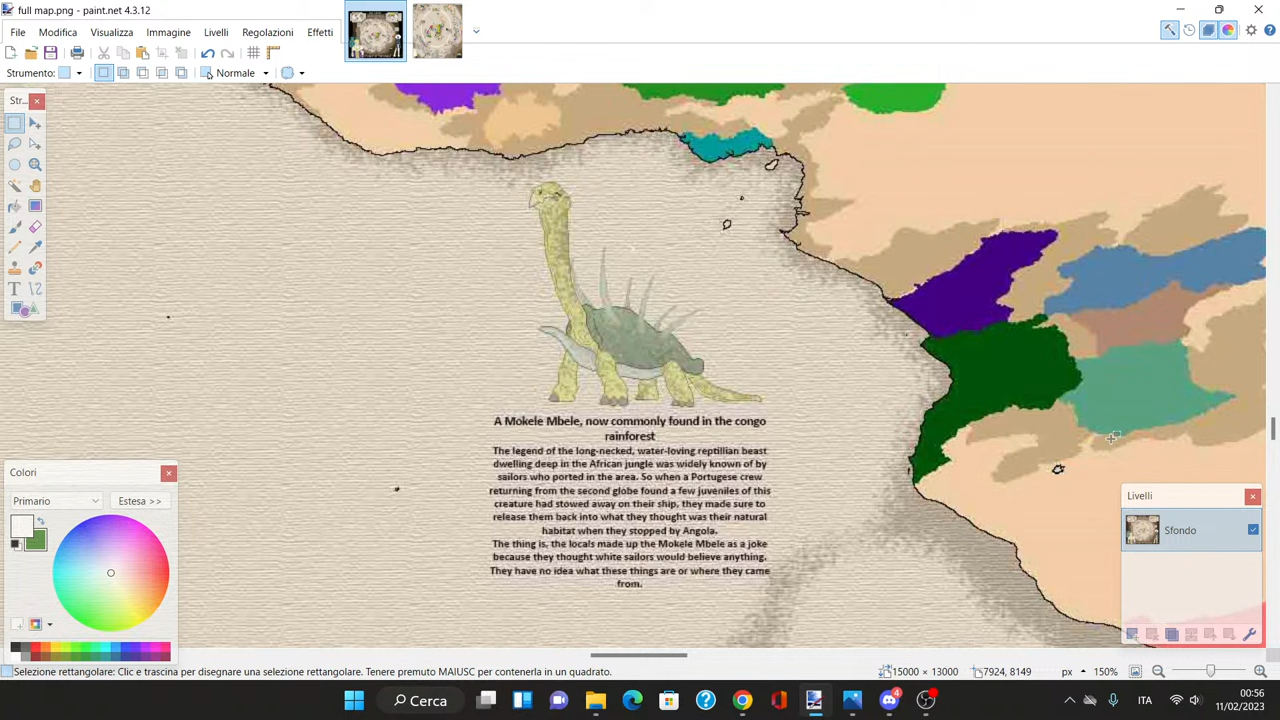 full map.png - paint.net 4.3.12
File Modifica Visualizza Immagine Livelli Regolazioni Effetti
Strumento: Normale
Str...
A Mokele Mbele, now commonly found in the congo
rainforest
The legend of the long-necked, water-loving reptillian beast
dwelling deep in the African jungle was widely known of by
sailors who ported in the area. So when a Portugese crew
returning from the second globe found a few juveniles of this
creature had stowed away on their ship, they made sure to
release them back into what they thought was their natural
habitat when they stopped by Angola.
The thing is, the locals made up the Mokele Mbele as a joke
because they thought white sailors would believe anything.
They have no idea what these things are or where they came
from.
Colori
Primario Estesa >>
Livelli
Sfondo
Selezione rettangolare: Clic e trascina per disegnare una selezione rettangolare. Tenere premuto MAIUSC per contenerla in un quadrato.
15000 × 13000 7924, 8149 px 150%
Cerca
4
ITA
00:56
11/02/2023